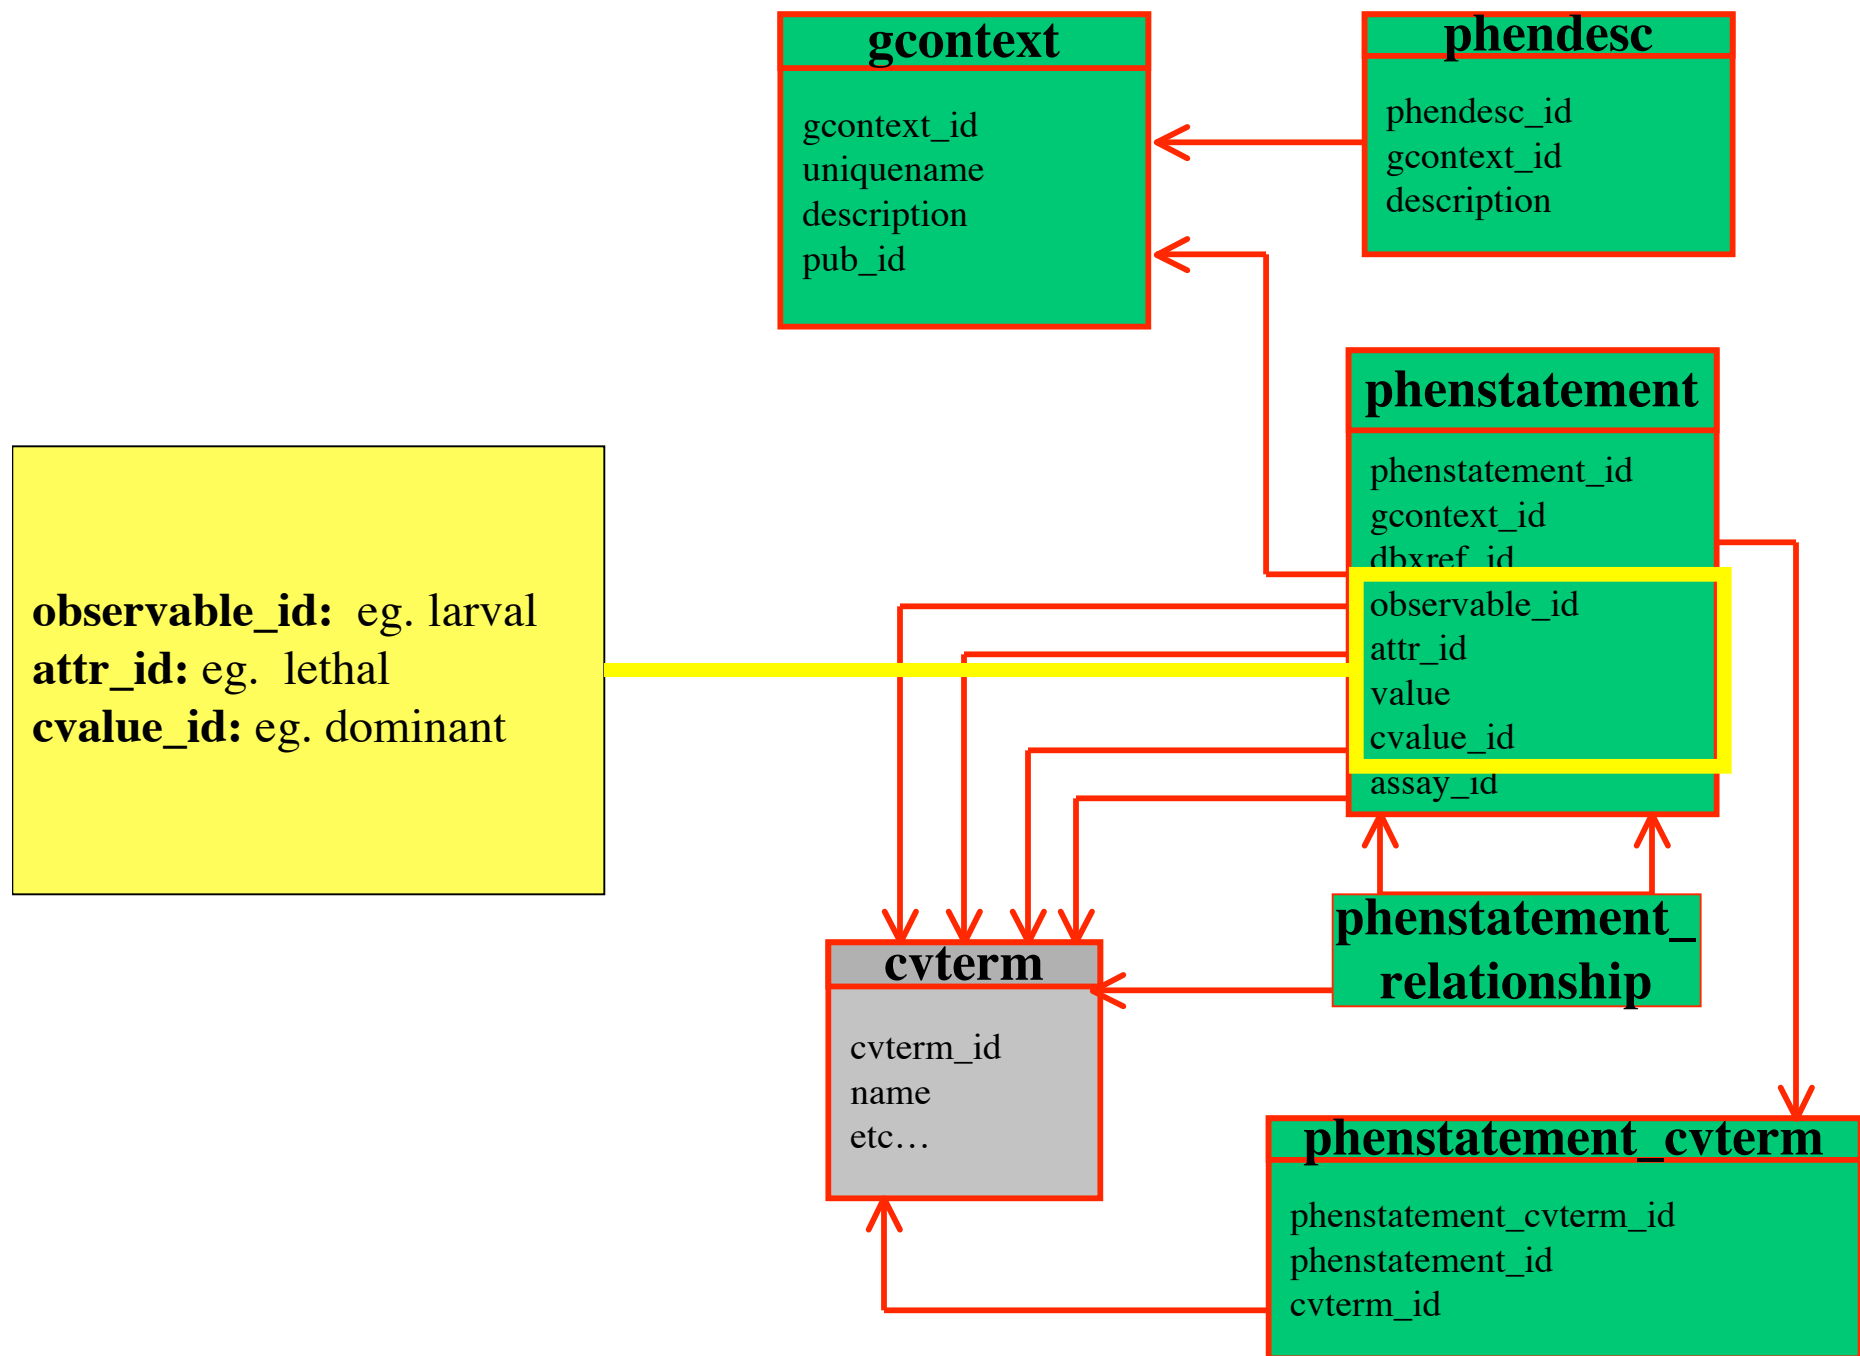 gcontext
gcontext_id
uniquename
description
pub_id
phendesc
phendesc_id
gcontext_id
description
phenstatement
phenstatement_id
gcontext_id
dbxref_id
observable_id
attr_id
value
cvalue_id
assay_id
observable_id:  eg. larval
attr_id: eg.  lethal
cvalue_id: eg. dominant
phenstatement_
relationship
cvterm
cvterm_id
name
etc…
phenstatement_cvterm
phenstatement_cvterm_id
phenstatement_id
cvterm_id